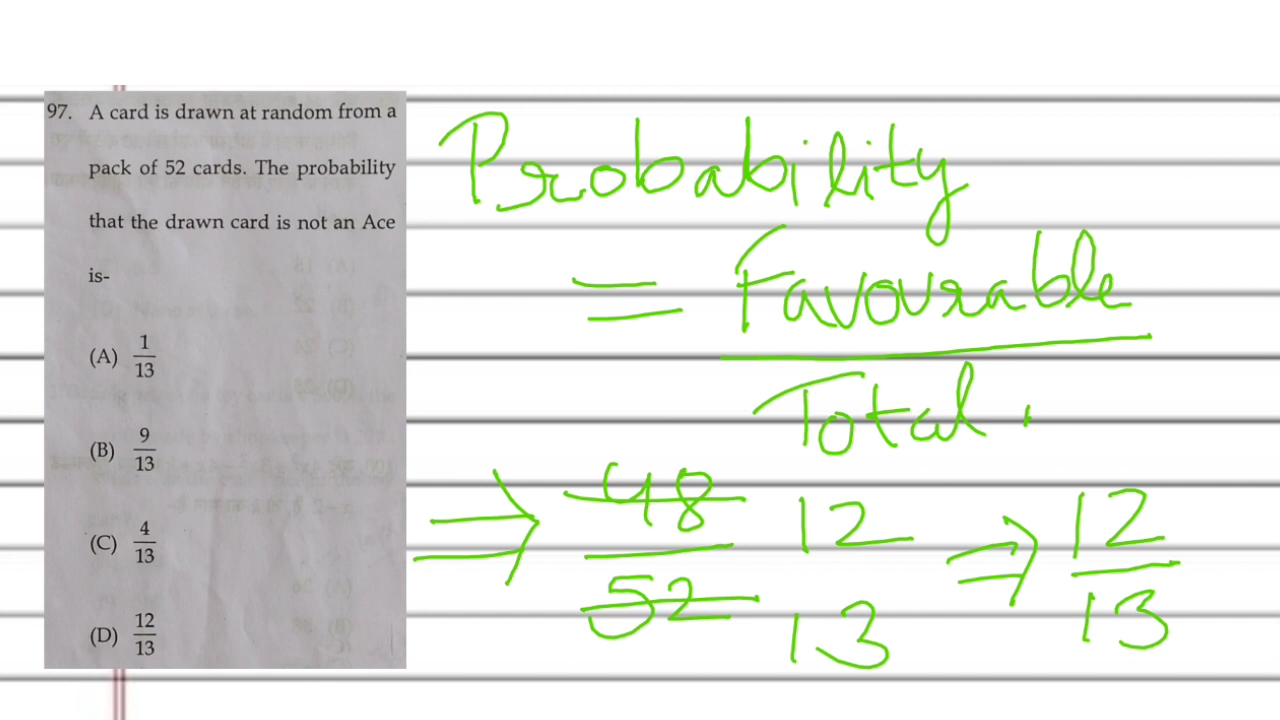 97. A card is drawn at random from a
pack of 52 cards. The probability
that the drawn card is not an Ace
is-
(A) 1/13
(B) 9/13
(C) 4/13
(D) 12/13
Probability
= Favourable
Total .
⇒ 48 12 ⇒ 12
52 13 13